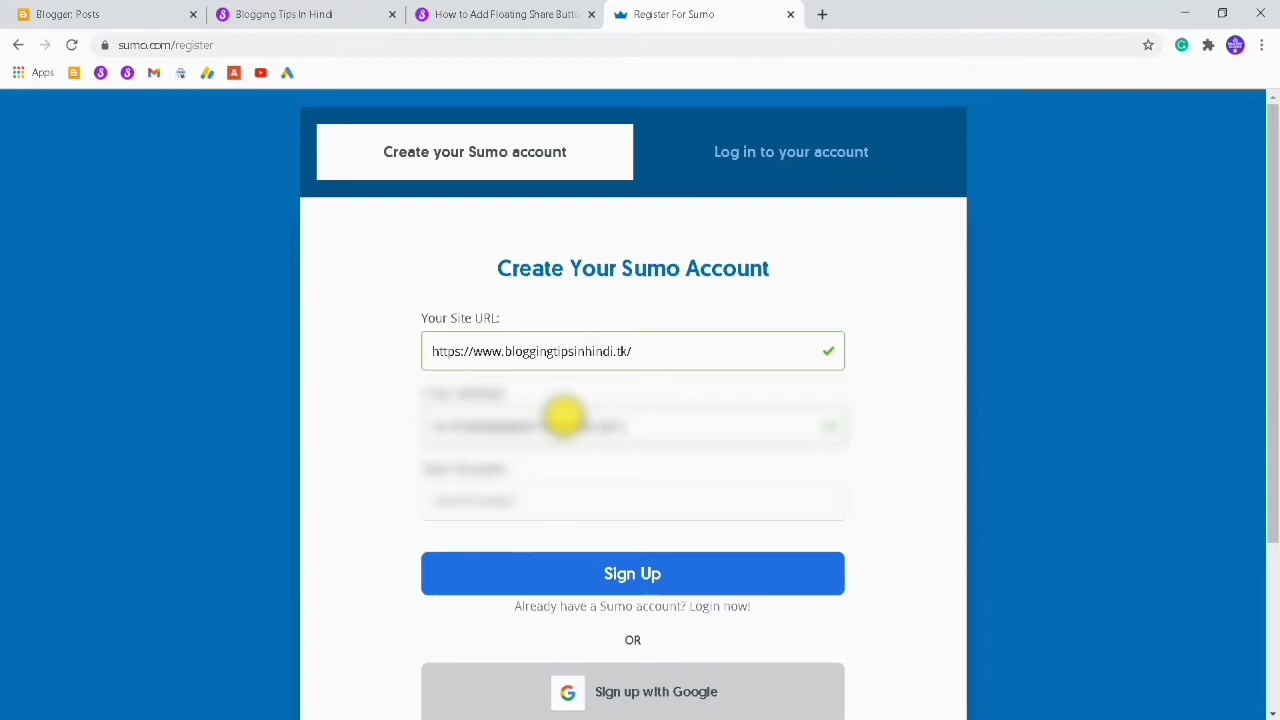 Blogger: Posts
Blogging Tips In Hindi
How to Add Floating Share Butto
Register For Sumo
sumo.com/register
Apps
Create your Sumo account
Log in to your account
Create Your Sumo Account
Your Site URL:
https://www.bloggingtipsinhindi.tk/
Sign Up
Already have a Sumo account? Login now!
OR
Sign up with Google